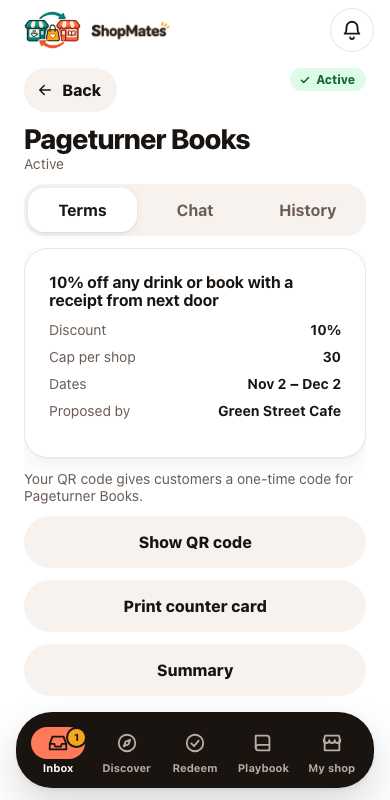 ShopMates
Back
Active
Pageturner Books
Active
Terms
Chat
History
10% off any drink or book with a
receipt from next door
Discount 10%
Cap per shop 30
Dates Nov 2 – Dec 2
Proposed by Green Street Cafe
Your QR code gives customers a one-time code for
Pageturner Books.
Show QR code
Print counter card
Summary
1
Inbox
Discover
Redeem
Playbook
My shop